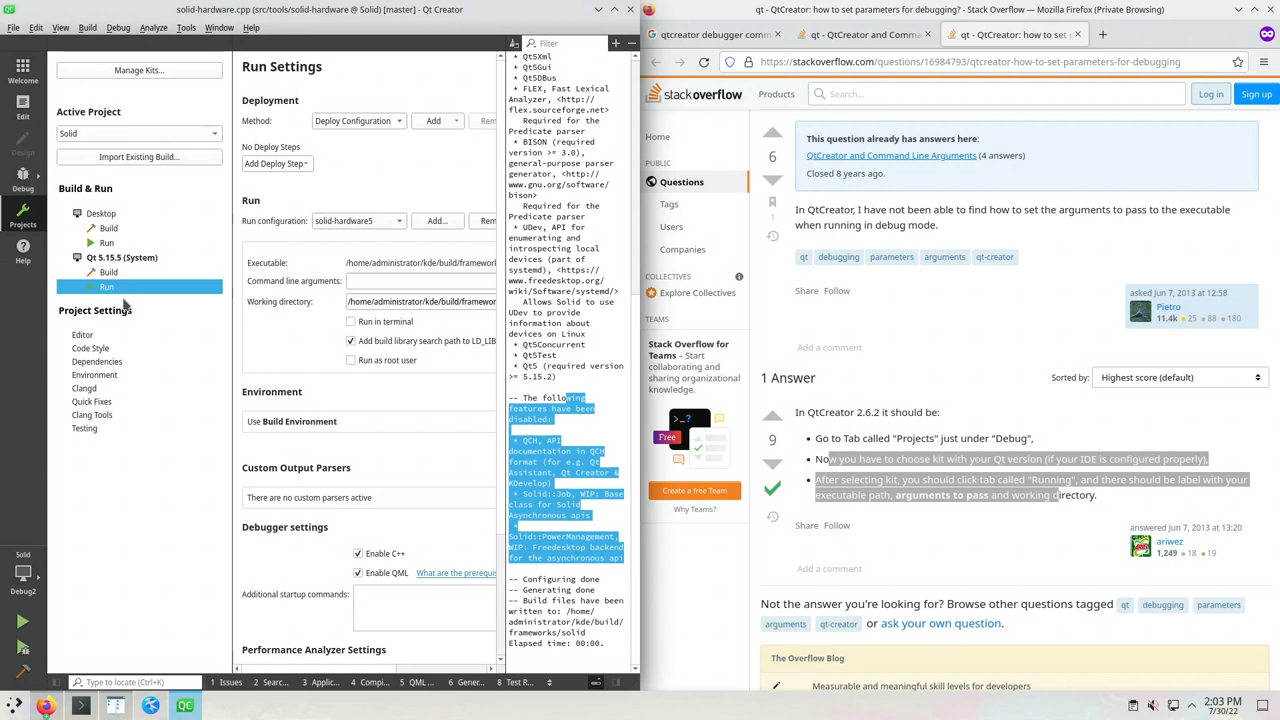 solid-hardware.cpp (src/tools/solid-hardware @ Solid) [master] - Qt Creator
File Edit View Build Debug Analyze Tools Window Help
Welcome
Edit
Design
Debug
Projects
Help
Solid
Debug2
Manage Kits...
Active Project
Solid
Import Existing Build...
Build & Run
Desktop
Build
Run
Qt 5.15.5 (System)
Build
Run
Project Settings
Editor
Code Style
Dependencies
Environment
Clangd
Quick Fixes
Clang Tools
Testing
Run Settings
Deployment
Method: Deploy Configuration Add Rem
No Deploy Steps
Add Deploy Step
Run
Run configuration: solid-hardware5 Add... Rem
Executable: /home/administrator/kde/build/framework
Command line arguments:
Working directory: /home/administrator/kde/build/framewor
Run in terminal
Add build library search path to LD_LIB
Run as root user
Environment
Use Build Environment
Custom Output Parsers
There are no custom parsers active
Debugger settings
Enable C++
Enable QML What are the prerequis
Additional startup commands:
Performance Analyzer Settings
Filter
* Qt5Xml
* Qt5Gui
* Qt5DBus
* FLEX, Fast Lexical
Analyzer, <http://
flex.sourceforge.net>
Required for the
Predicate parser
* BISON (required
version >= 3.0),
general-purpose parser
generator, <http://
www.gnu.org/software/
bison>
Required for the
Predicate parser
* UDev, API for
enumerating and
introspecting local
devices (part of
systemd), <https://
www.freedesktop.org/
wiki/Software/systemd/>
Allows Solid to use
UDev to provide
information about
devices on Linux
* Qt5Concurrent
* Qt5Test
* Qt5 (required version
>= 5.15.2)
-- The following
features have been
disabled:
* QCH, API
documentation in QCH
format (for e.g. Qt
Assistant, Qt Creator &
KDevelop)
* Solid::Job, WIP: Base
class for Solid
Asynchronous apis
*
Solid::PowerManagement,
WIP: Freedesktop backend
for the asynchronous api
-- Configuring done
-- Generating done
-- Build files have been
written to: /home/
administrator/kde/build/
frameworks/solid
Elapsed time: 00:00.
Type to locate (Ctrl+K) 1 Issues 2 Searc... 3 Applic... 4 Compi... 5 QML ... 6 Gener... 8 Test R...
qt - QtCreator: how to set parameters for debugging? - Stack Overflow — Mozilla Firefox (Private Browsing)
qtcreator debugger comm
qt - QtCreator and Comma
qt - QtCreator: how to set p
https://stackoverflow.com/questions/16984793/qtcreator-how-to-set-parameters-for-debugging
stackoverflow Products Search... Log in Sign up
Home
PUBLIC
Questions
Tags
Users
Companies
COLLECTIVES
Explore Collectives
TEAMS
Stack Overflow for
Teams – Start
collaborating and
sharing organizational
knowledge.
>_?
Free
Create a free Team
Why Teams?
6
1
This question already has answers here:
QtCreator and Command Line Arguments (4 answers)
Closed 8 years ago.
In QtCreator, I have not been able to find how to set the arguments to pass to the executable
when running in debug mode.
qt debugging parameters arguments qt-creator
Share Follow
asked Jun 7, 2013 at 12:58
Pietro
11.4k 25 88 180
Add a comment
1 Answer
Sorted by: Highest score (default)
9
In QtCreator 2.6.2 it should be:
• Go to Tab called "Projects" just under "Debug",
• Now you have to choose kit with your Qt version (if your IDE is configured properly),
• After selecting kit, you should click tab called "Running", and there should be label with your
executable path, arguments to pass and working directory.
Share Follow
answered Jun 7, 2013 at 13:20
ariwez
1,249 18 19
Add a comment
Not the answer you're looking for? Browse other questions tagged qt debugging parameters
arguments qt-creator or ask your own question.
The Overflow Blog
Measurable and meaningful skill levels for developers
2:03 PM
7/30/22